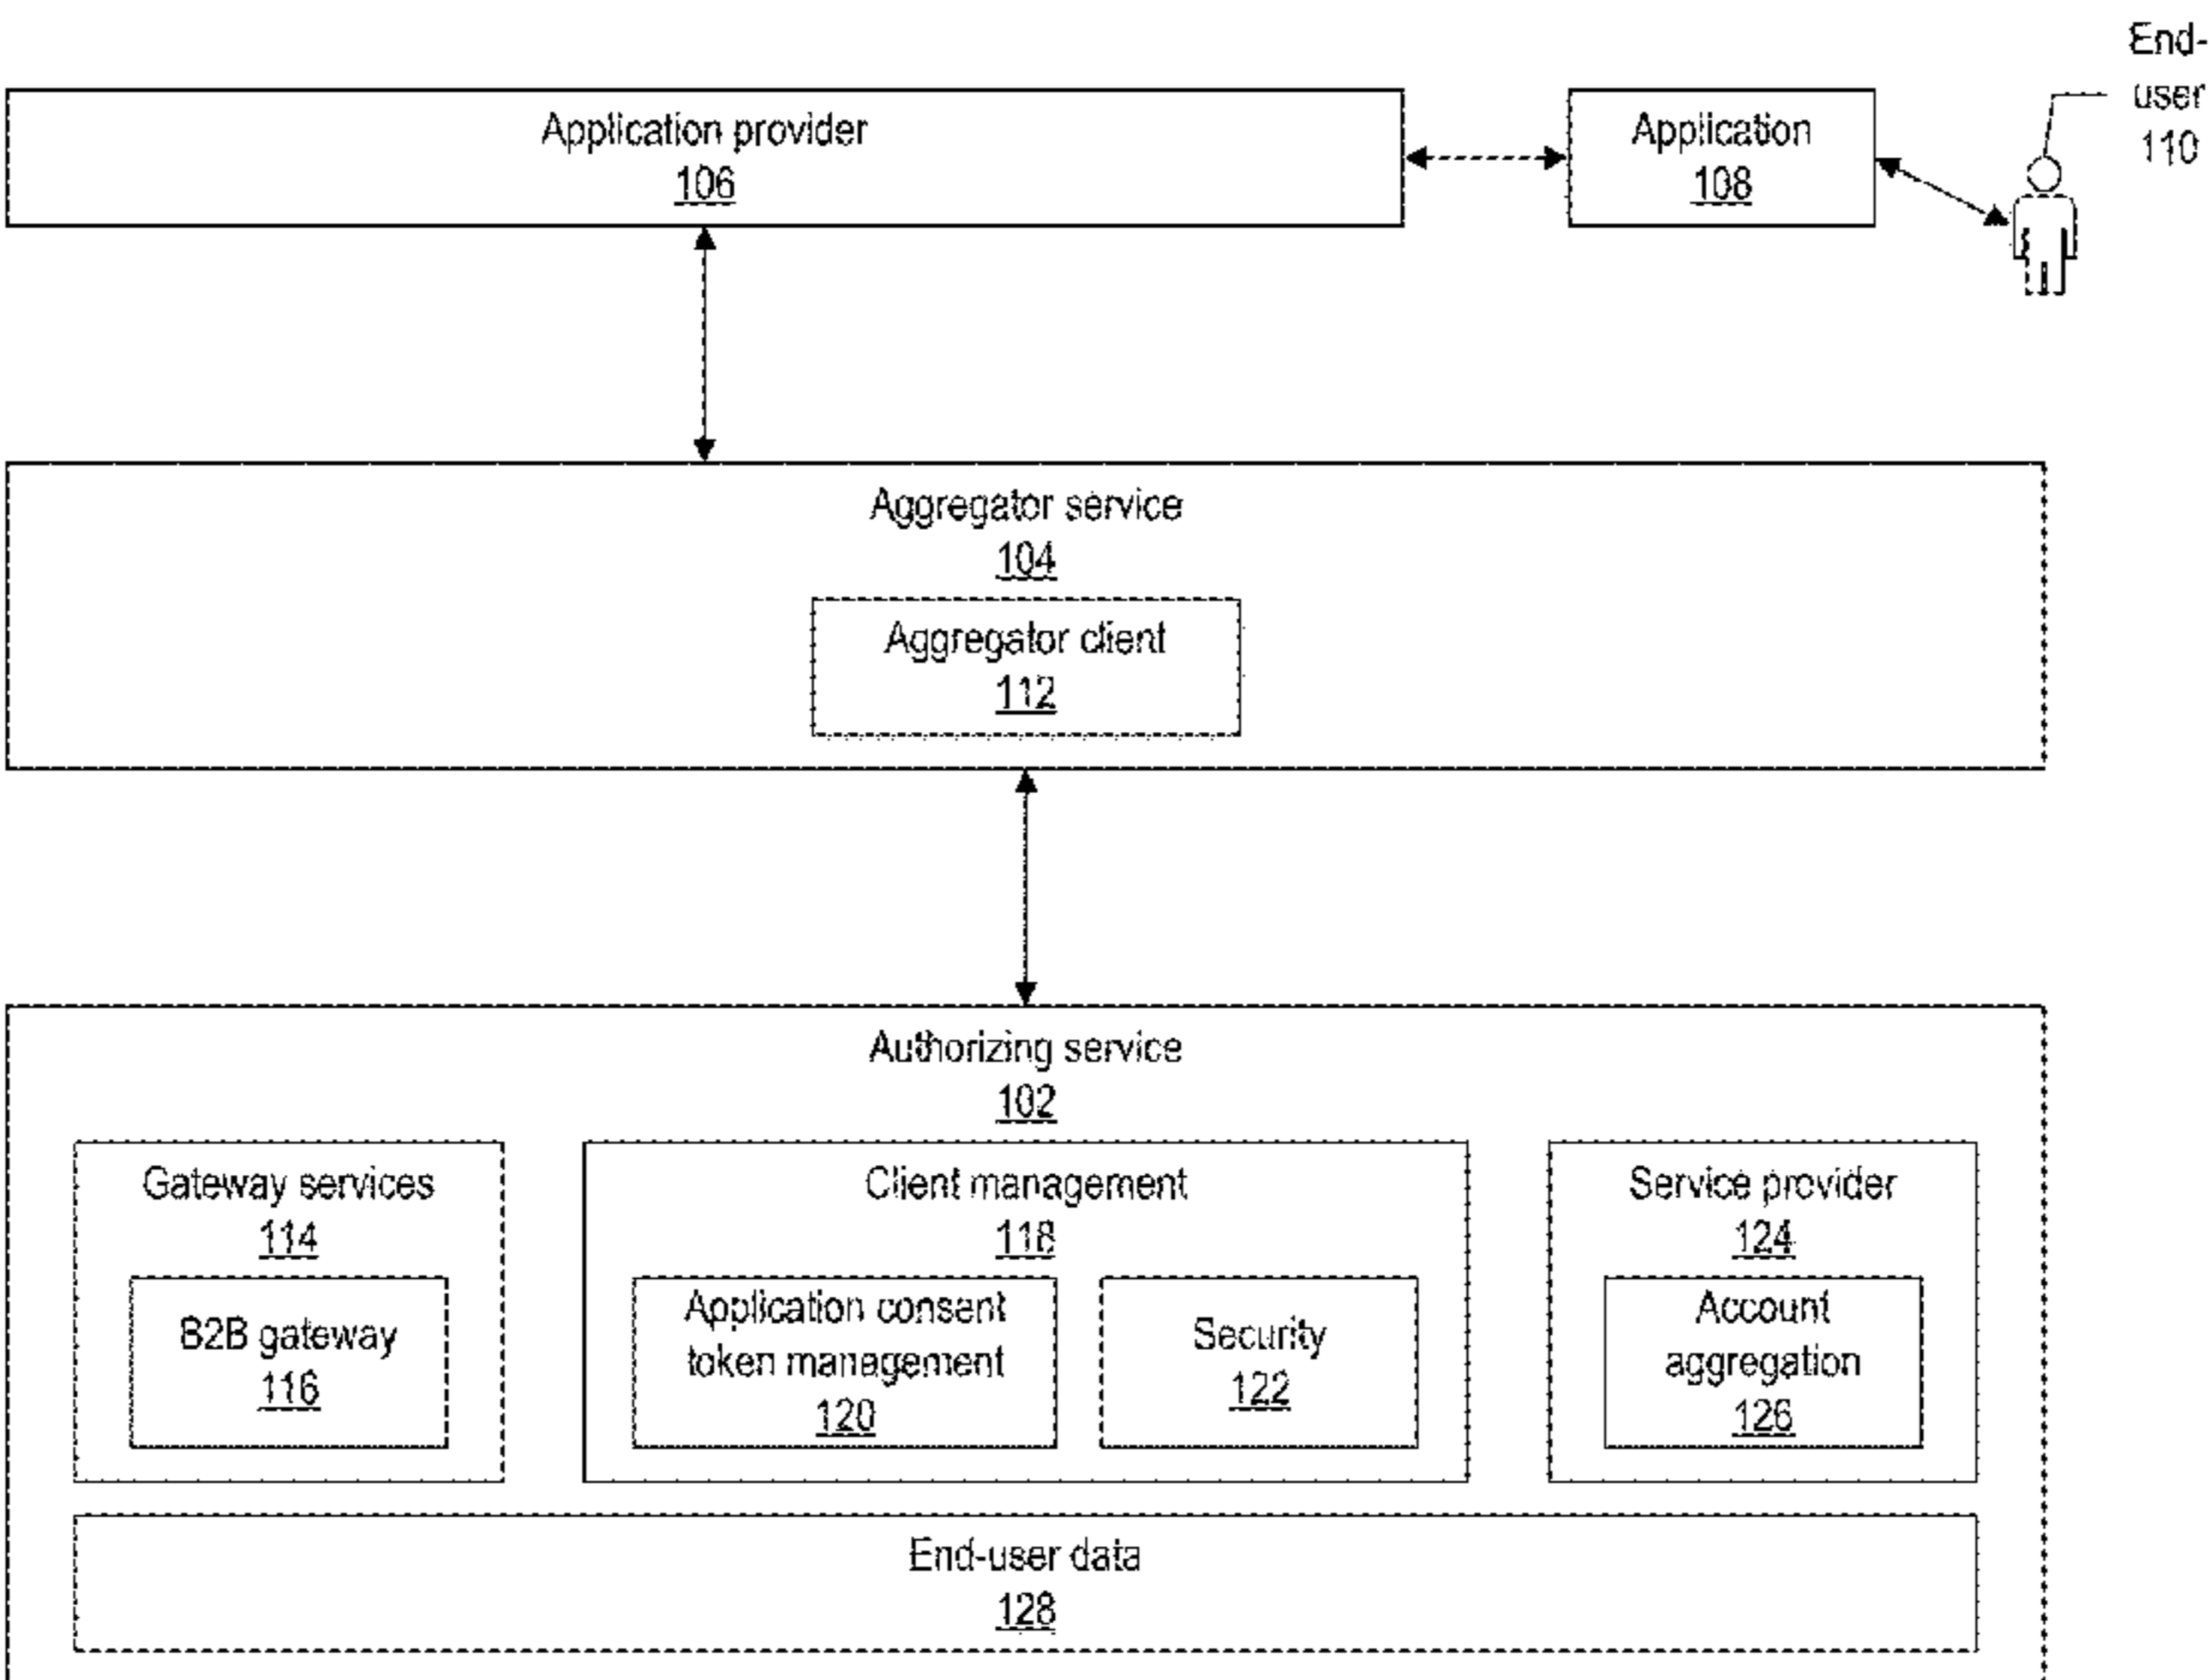 End-
user
110
Application provider
106
Application
108
Aggregator service
104
Aggregator client
112
Authorizing service
102
Gateway services
114
B2B gateway
116
Client management
118
Application consent
token management
120
Security
122
Service provider
124
Account
aggregation
126
End-user data
128